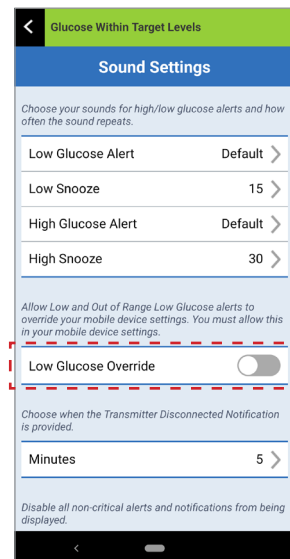 Glucose Within Target Levels
Sound Settings
Choose your sounds for high/low glucose alerts and how
often the sound repeats.
Low Glucose Alert Default
Low Snooze 15
High Glucose Alert Default
High Snooze 30
Allow Low and Out of Range Low Glucose alerts to
override your mobile device settings. You must allow this
in your mobile device settings.
Low Glucose Override
Choose when the Transmitter Disconnected Notification
is provided.
Minutes 5
Disable all non-critical alerts and notifications from being
displayed.